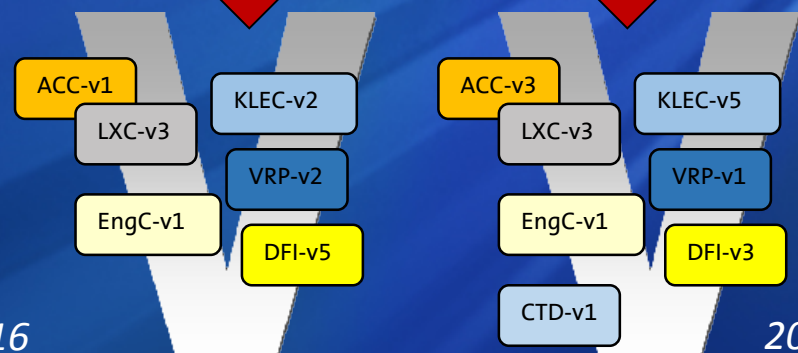 ACC-v1
KLEC-v2
LXC-v3
VRP-v2
EngC-v1
DFI-v5
16
ACC-v3
KLEC-v5
LXC-v3
VRP-v1
EngC-v1
DFI-v3
CTD-v1
20